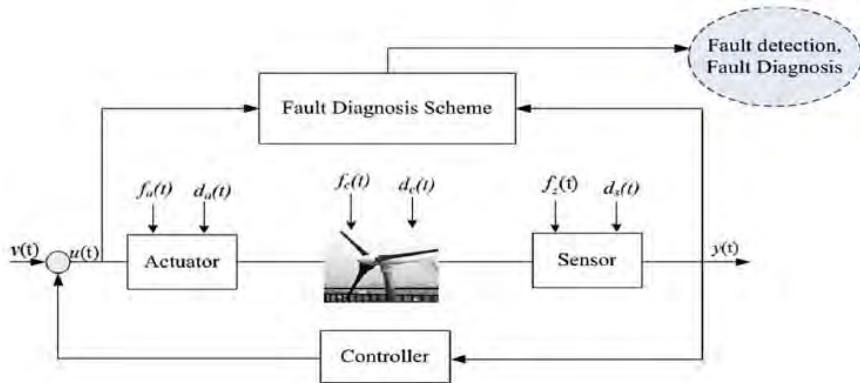 Fault detection,
Fault Diagnosis
Fault Diagnosis Scheme
fa(t) da(t)
fc(t) dc(t)
fs(t) ds(t)
v(t)
u(t)
Actuator
Sensor
y(t)
Controller